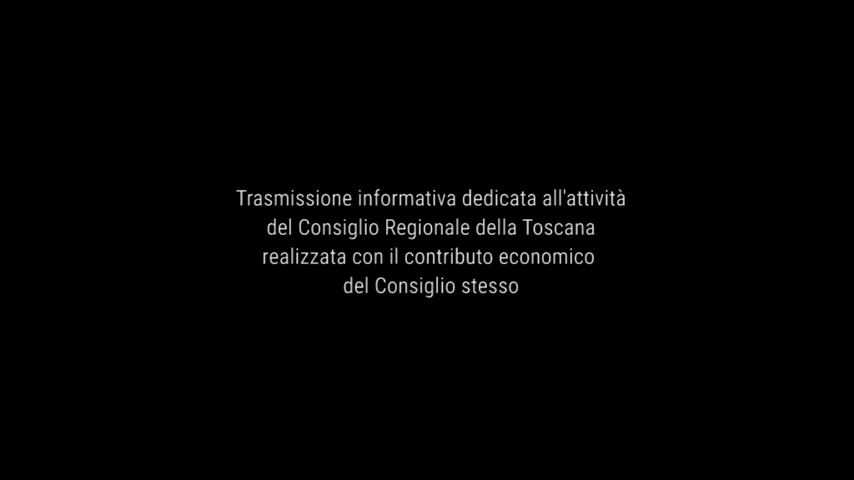 Trasmissione informativa dedicata all'attività
del Consiglio Regionale della Toscana
realizzata con il contributo economico
del Consiglio stesso